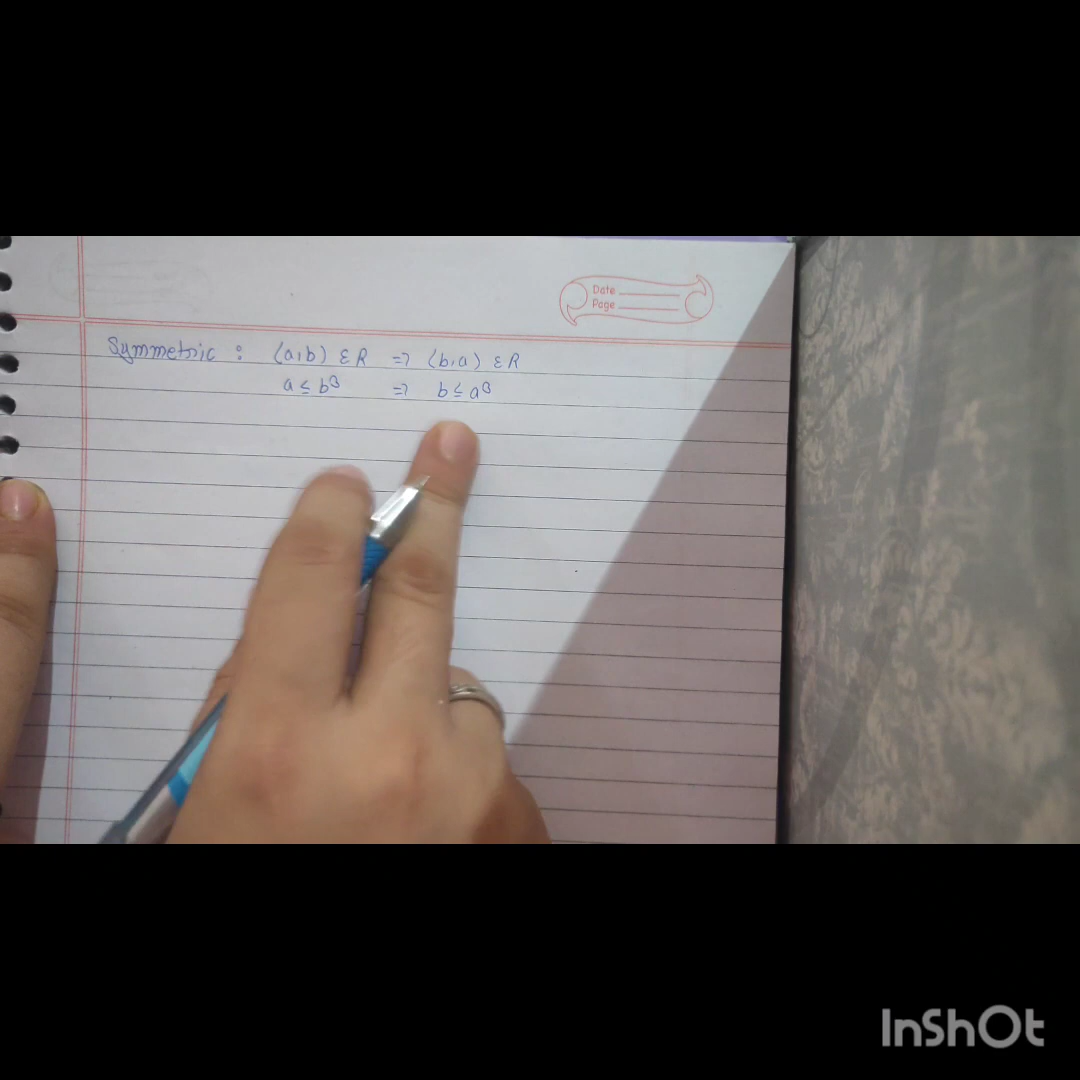 Date
Page
Symmetric : (a,b) ε R => (b,a) ε R
a ≤ b³ => b ≤ a³
InShOt